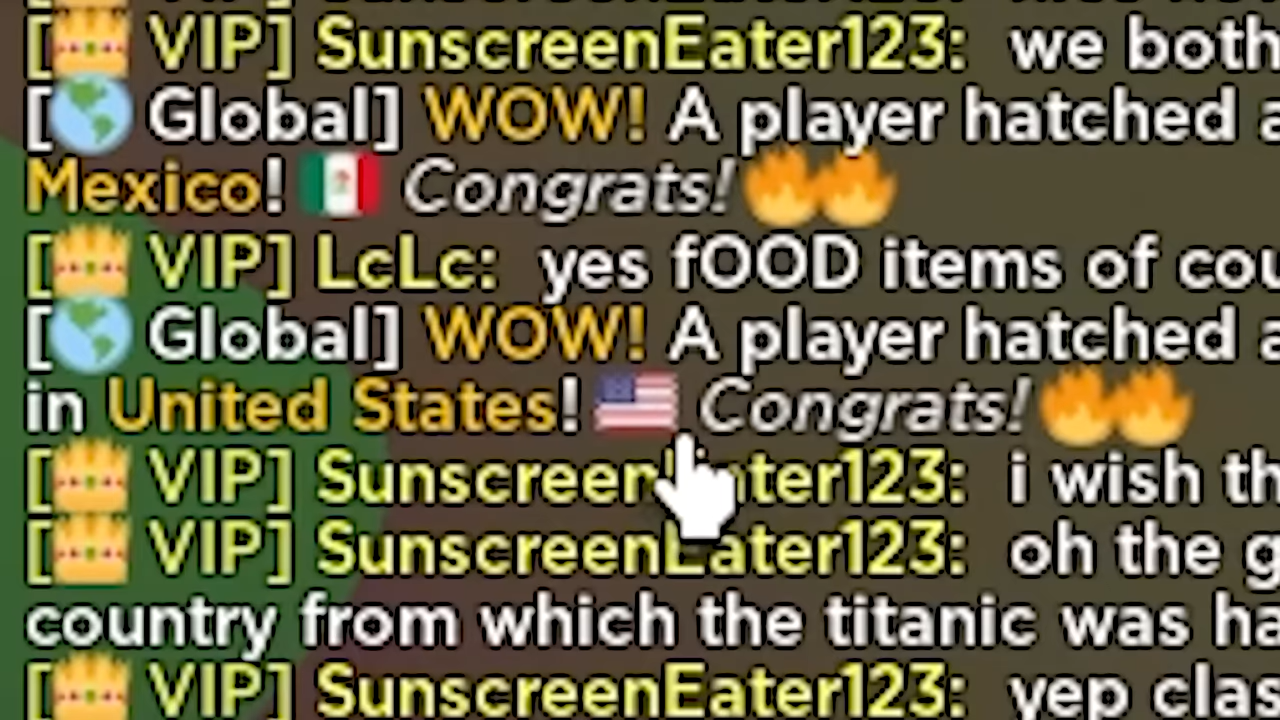 [👑 VIP] SunscreenEater123: we both
[🌎 Global] WOW! A player hatched a
Mexico! 🇲🇽 Congrats! 🔥🔥
[👑 VIP] LcLc: yes fOOD items of cou
[🌎 Global] WOW! A player hatched a
in United States! 🇺🇸 Congrats! 🔥🔥
[👑 VIP] SunscreenEater123: i wish th
[👑 VIP] SunscreenEater123: oh the g
country from which the titanic was ha
[👑 VIP] SunscreenEater123: yep clas